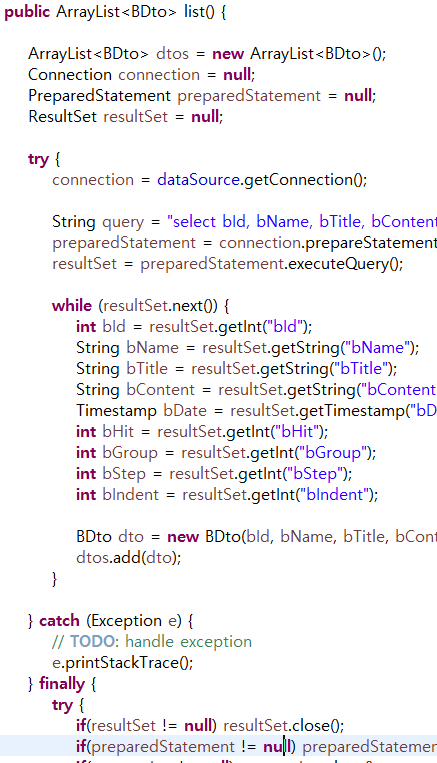 public ArrayList<BDto> list() {
ArrayList<BDto> dtos = new ArrayList<BDto>();
Connection connection = null;
PreparedStatement preparedStatement = null;
ResultSet resultSet = null;
try {
connection = dataSource.getConnection();
String query = "select bId, bName, bTitle, bContent
preparedStatement = connection.prepareStatement
resultSet = preparedStatement.executeQuery();
while (resultSet.next()) {
int bId = resultSet.getInt("bId");
String bName = resultSet.getString("bName");
String bTitle = resultSet.getString("bTitle");
String bContent = resultSet.getString("bContent
Timestamp bDate = resultSet.getTimestamp("bD
int bHit = resultSet.getInt("bHit");
int bGroup = resultSet.getInt("bGroup");
int bStep = resultSet.getInt("bStep");
int bIndent = resultSet.getInt("bIndent");
BDto dto = new BDto(bId, bName, bTitle, bCont
dtos.add(dto);
}
} catch (Exception e) {
// TODO: handle exception
e.printStackTrace();
} finally {
try {
if(resultSet != null) resultSet.close();
if(preparedStatement != null) preparedStatemen